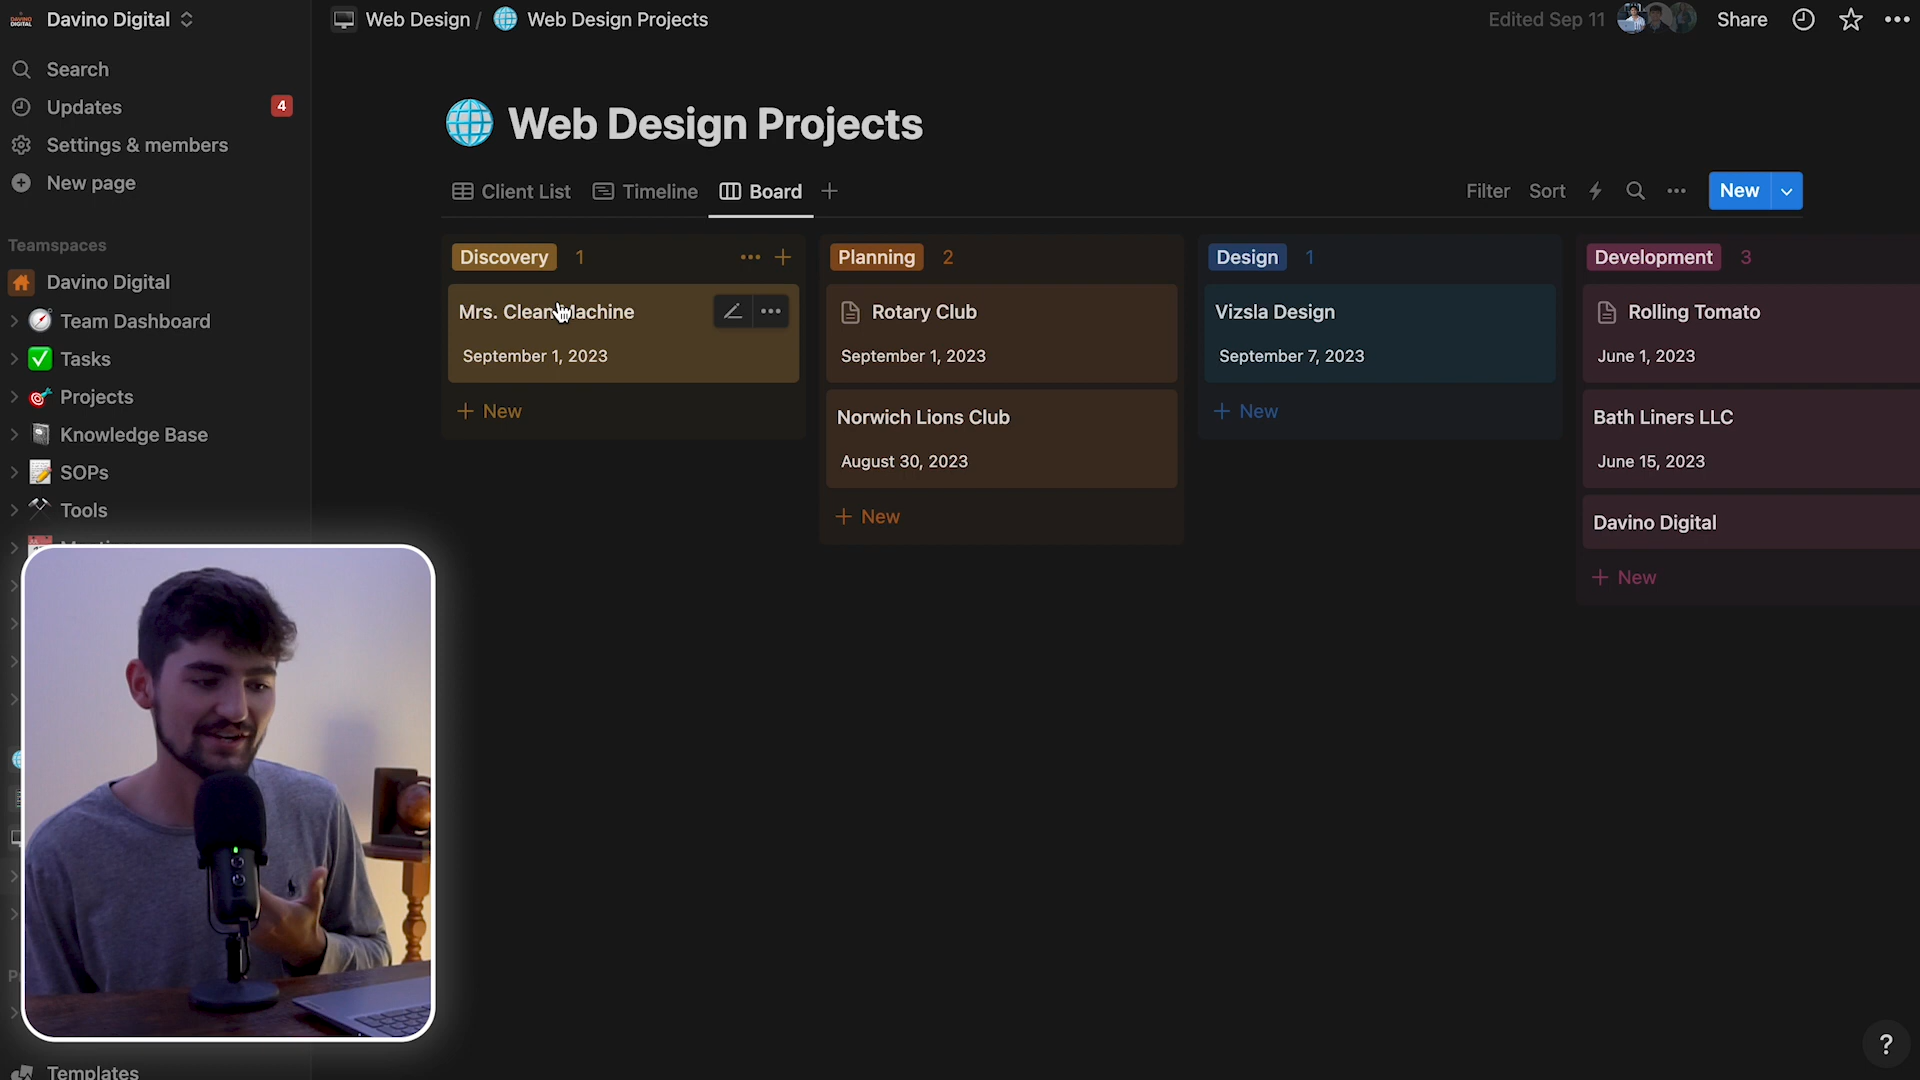 Davino Digital
Web Design / Web Design Projects
Edited Sep 11
Share
Search
Updates 4
Settings & members
New page
Teamspaces
Davino Digital
Team Dashboard
Tasks
Projects
Knowledge Base
SOPs
Tools
Templates
Web Design Projects
Client List
Timeline
Board
Filter
Sort
New
Discovery 1
Mrs. Clean Machine
September 1, 2023
+ New
Planning 2
Rotary Club
September 1, 2023
Norwich Lions Club
August 30, 2023
+ New
Design 1
Vizsla Design
September 7, 2023
+ New
Development 3
Rolling Tomato
June 1, 2023
Bath Liners LLC
June 15, 2023
Davino Digital
+ New
?